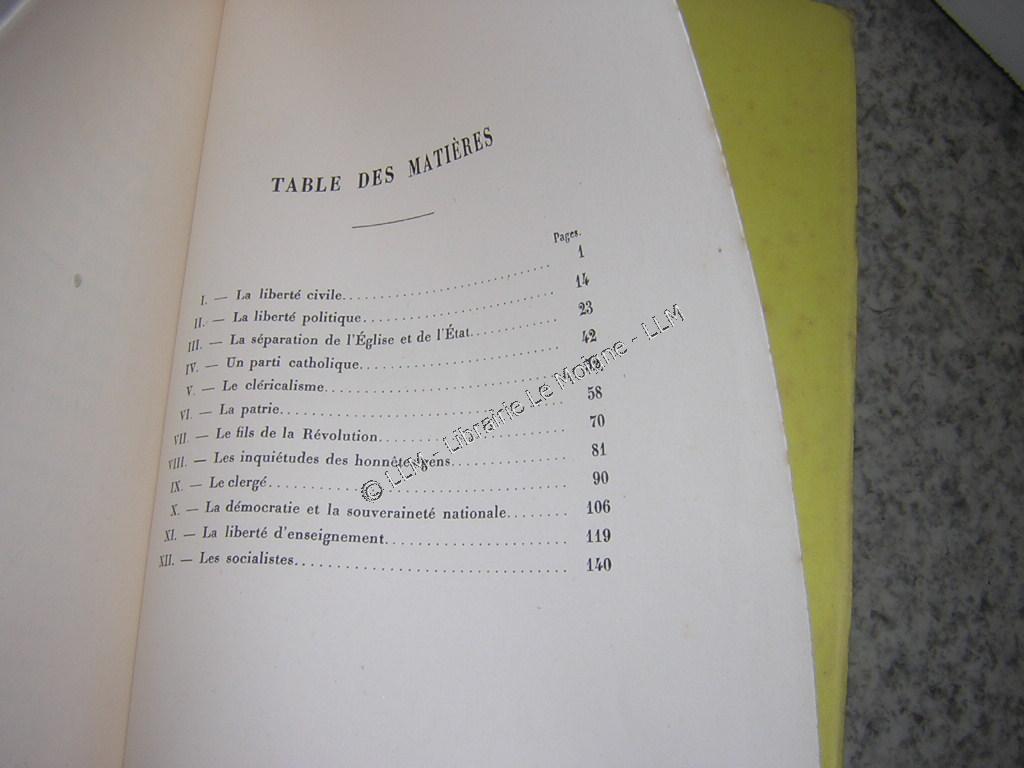 TABLE DES MATIÈRES
Pages.
I. — La liberté civile 1
II. — La liberté politique 14
III. — La séparation de l'Église et de l'État 23
IV. — Un parti catholique 42
V. — Le cléricalisme
VI. — La patrie 58
VII. — Le fils de la Révolution 70
VIII. — Les inquiétudes des honnêtes gens 81
IX. — Le clergé 90
X. — La démocratie et la souveraineté nationale 106
XI. — La liberté d'enseignement 119
XII. — Les socialistes 140
© LLM - Librairie Le Moigne - LLM